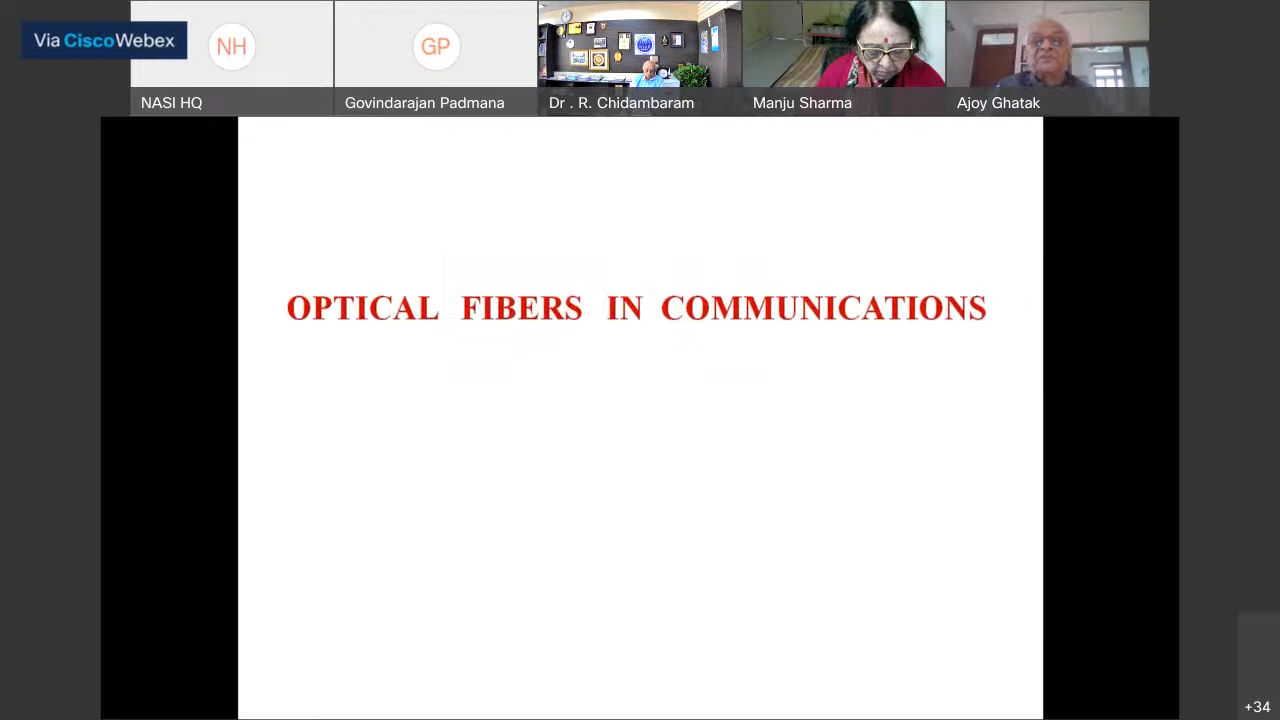 Via CiscoWebex
NH
GP
NASI HQ
Govindarajan Padmana
Dr . R. Chidambaram
Manju Sharma
Ajoy Ghatak
OPTICAL FIBERS IN COMMUNICATIONS
+34